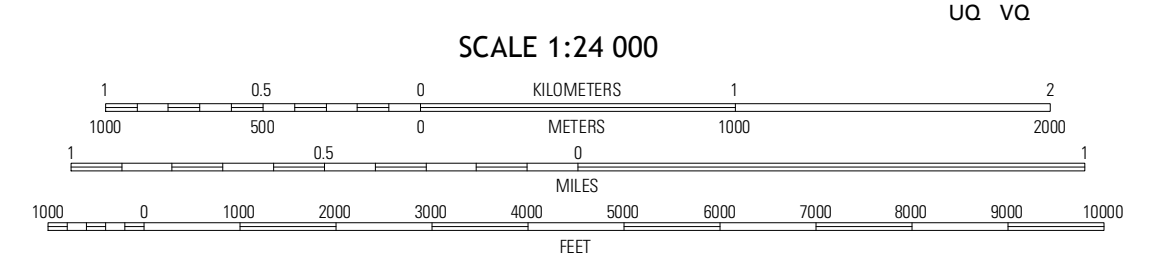 UQ VQ
SCALE 1:24 000
1 0.5 0 KILOMETERS 1 2
1000 500 0 METERS 1000 2000
1 0.5 0 1
MILES
1000 0 1000 2000 3000 4000 5000 6000 7000 8000 9000 10000
FEET